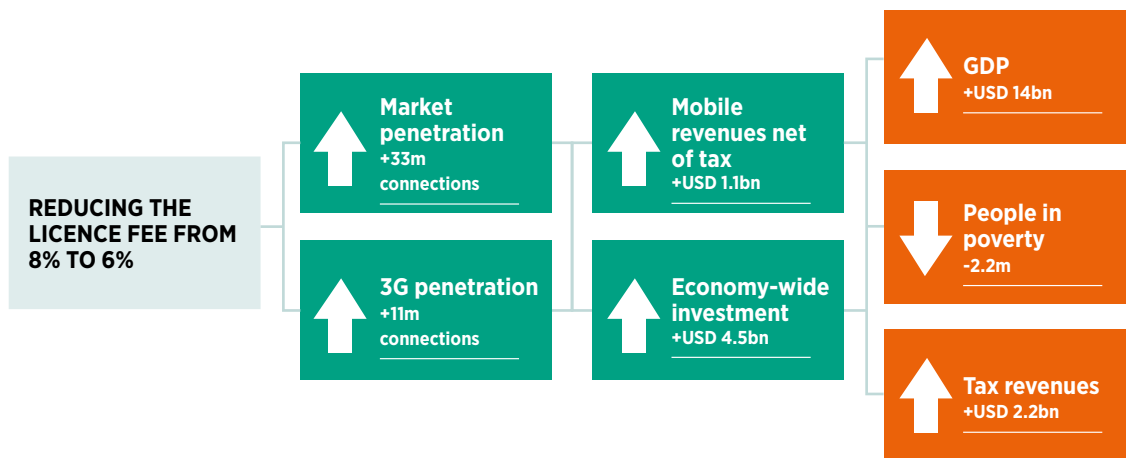 REDUCING THE
LICENCE FEE FROM
8% TO 6%
Market
penetration
+33m
connections
3G penetration
+11m
connections
Mobile
revenues net
of tax
+USD 1.1bn
Economy-wide
investment
+USD 4.5bn
GDP
+USD 14bn
People in
poverty
-2.2m
Tax revenues
+USD 2.2bn